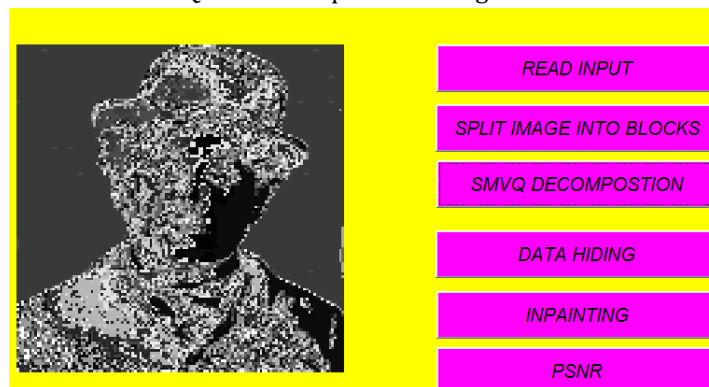 READ INPUT
SPLIT IMAGE INTO BLOCKS
SMVQ DECOMPOSTION
DATA HIDING
INPAINTING
PSNR